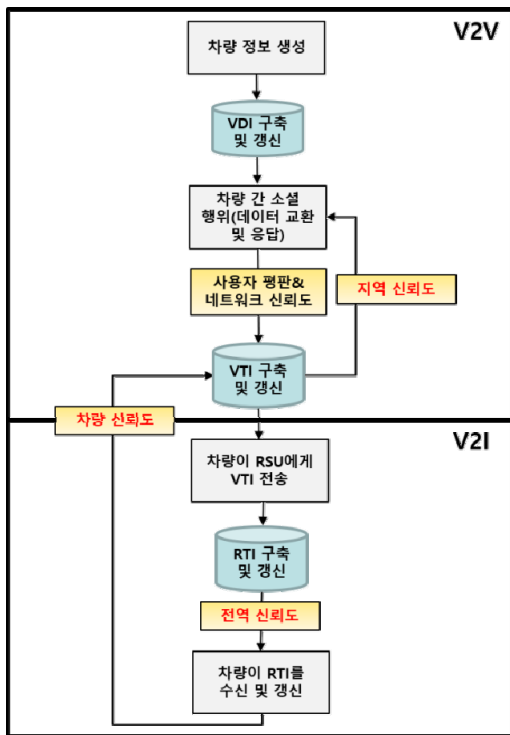 V2V
차량 정보 생성
VDI 구축
및 갱신
차량 간 소셜
행위(데이터 교환
및 응답)
사용자 평판&
네트워크 신뢰도
지역 신뢰도
VTI 구축
및 갱신
차량 신뢰도
V2I
차량이 RSU에게
VTI 전송
RTI 구축
및 갱신
전역 신뢰도
차량이 RTI를
수신 및 갱신